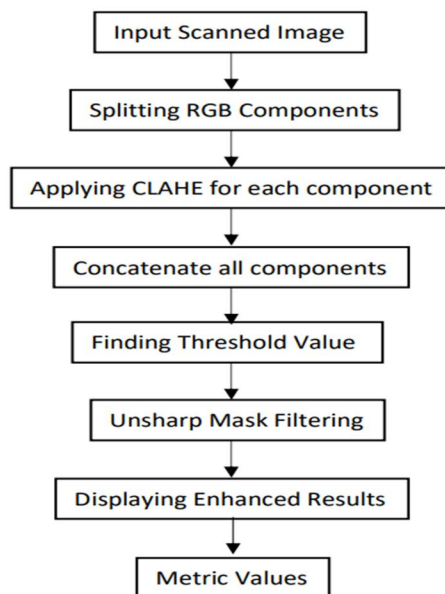 Input Scanned Image
Splitting RGB Components
Applying CLAHE for each component
Concatenate all components
Finding Threshold Value
Unsharp Mask Filtering
Displaying Enhanced Results
Metric Values